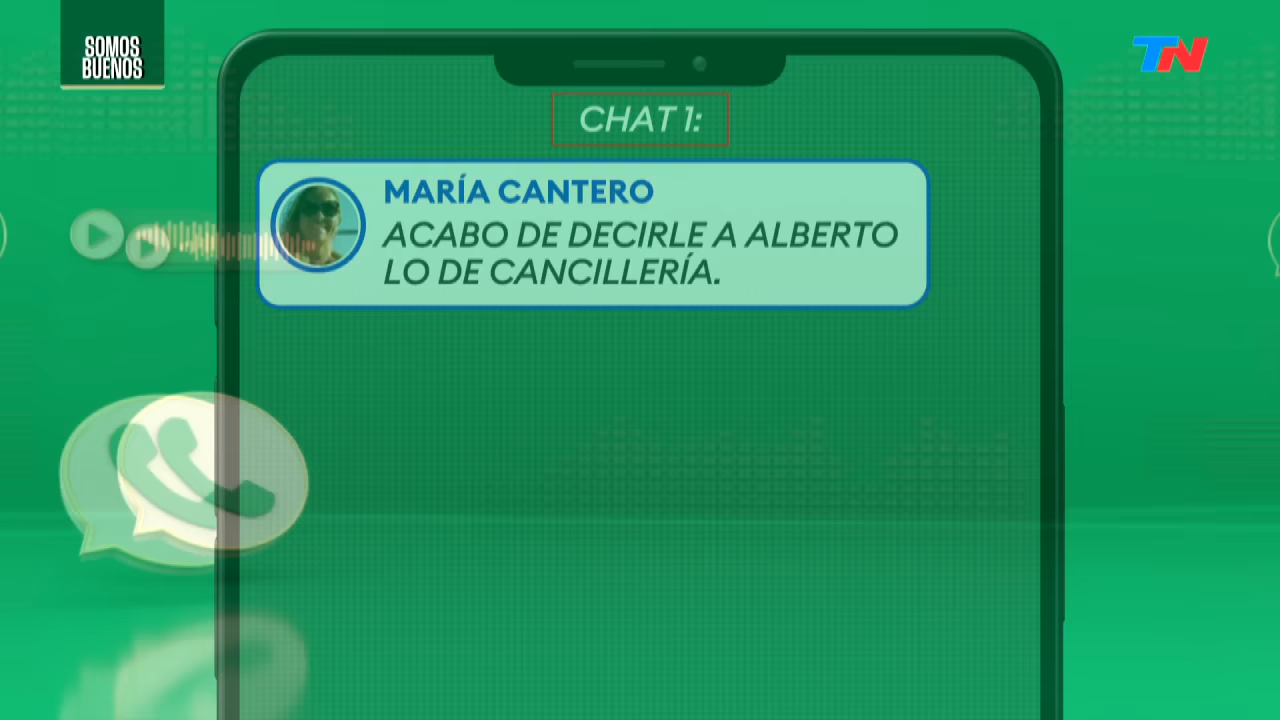 SOMOS
BUENOS
TN
CHAT 1:
MARÍA CANTERO
ACABO DE DECIRLE A ALBERTO
LO DE CANCILLERÍA.